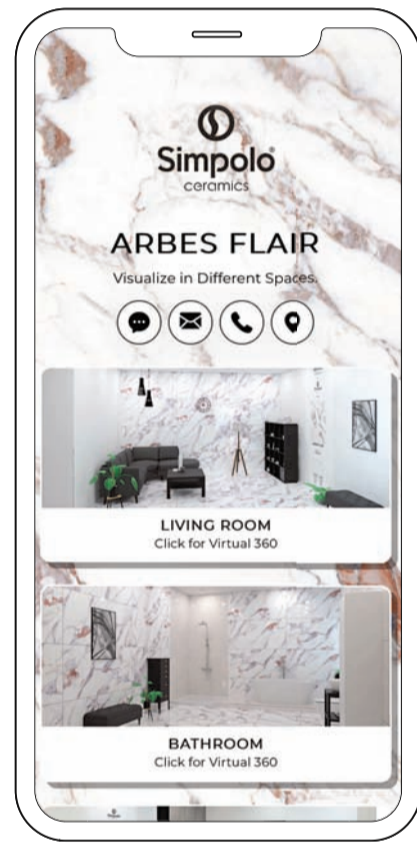 Simpolo®
ceramics
ARBES FLAIR
Visualize in Different Spaces.
LIVING ROOM
Click for Virtual 360
BATHROOM
Click for Virtual 360